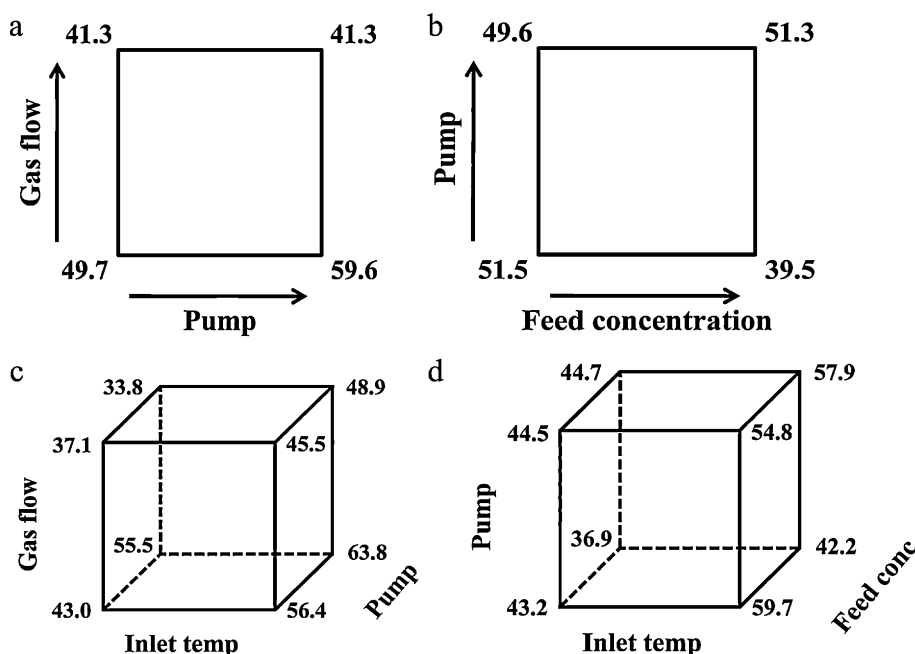 a
41.3 41.3
Gas flow
49.7 59.6
Pump
b
49.6 51.3
Pump
51.5 39.5
Feed concentration
c
33.8 48.9
37.1 45.5
Gas flow
55.5 63.8
43.0 56.4
Pump
Inlet temp
d
44.7 57.9
44.5 54.8
Pump
36.9 42.2
43.2 59.7
Feed conc
Inlet temp